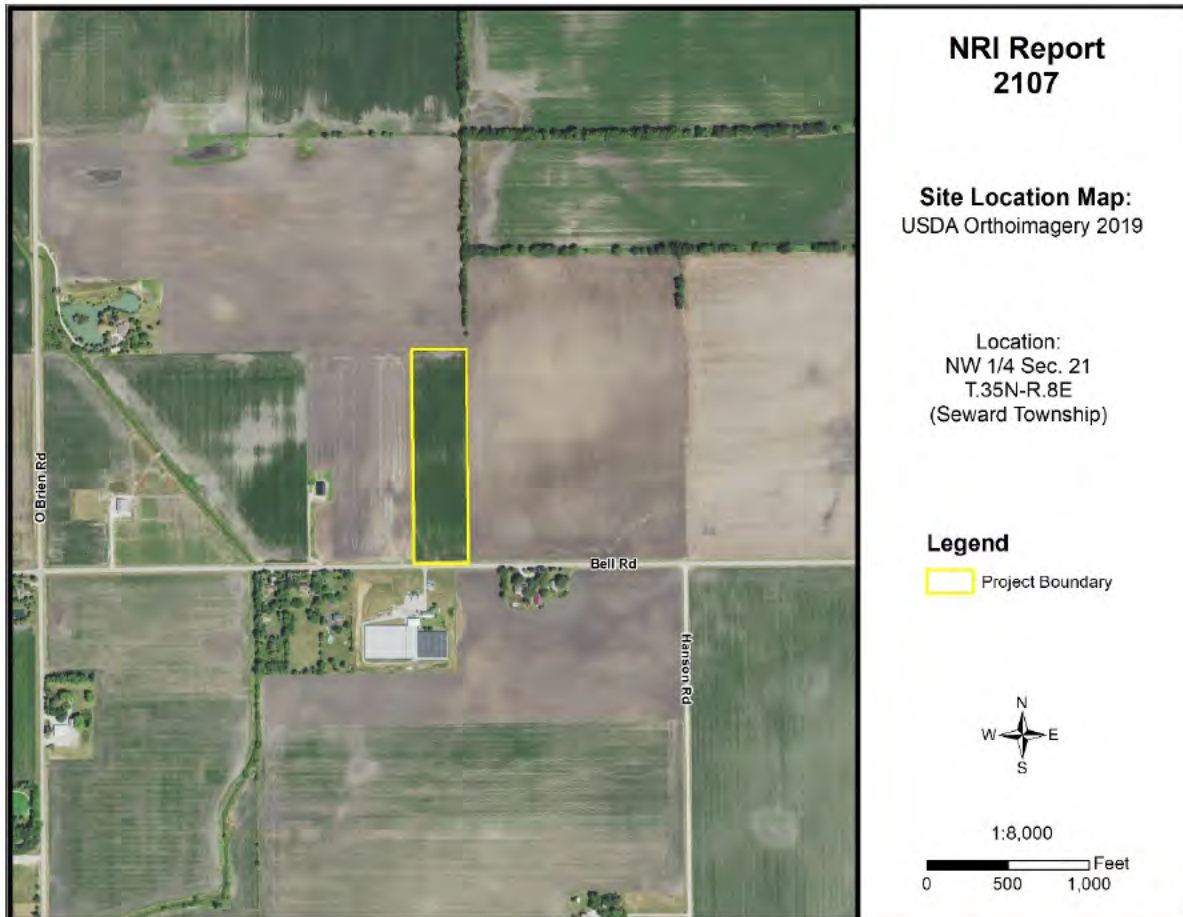 NRI Report
2107
Site Location Map:
USDA Orthoimagery 2019
Location:
NW 1/4 Sec. 21
T.35N-R.8E
(Seward Township)
Legend
Project Boundary
N
W E
S
1:8,000
Feet
0 500 1,000
O Brien Rd
Bell Rd
Hanson Rd